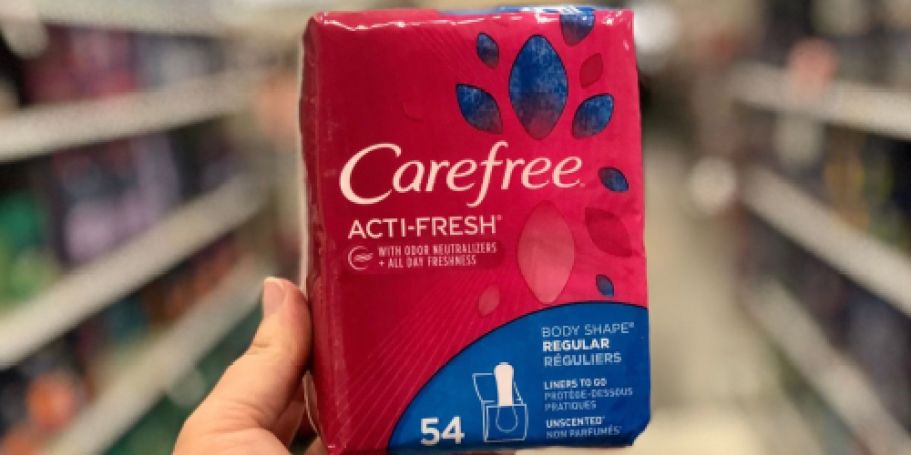 Carefree®
ACTI-FRESH®
WITH ODOR NEUTRALIZERS
+ ALL DAY FRESHNESS
BODY SHAPE®
REGULAR
RÉGULIERS
LINERS TO GO
PROTÈGE-DESSOUS
PRATIQUES
UNSCENTED*
NON PARFUMÉS*
54